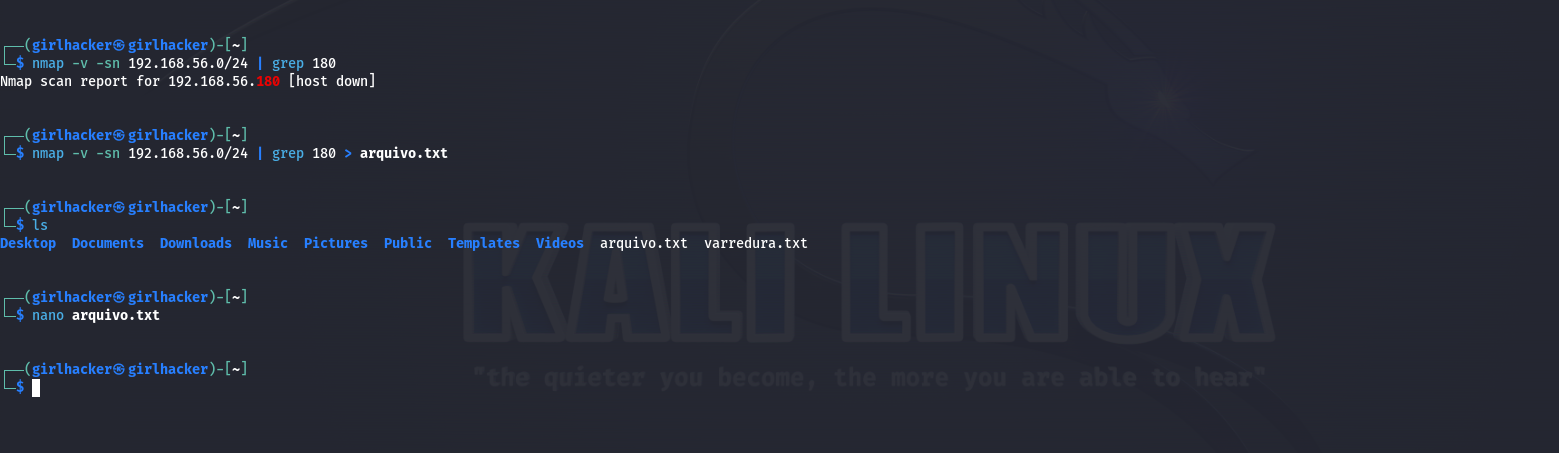 ┌──(girlhacker㉿girlhacker)-[~]
└─$ nmap -v -sn 192.168.56.0/24 | grep 180
Nmap scan report for 192.168.56.180 [host down]
┌──(girlhacker㉿girlhacker)-[~]
└─$ nmap -v -sn 192.168.56.0/24 | grep 180 > arquivo.txt
┌──(girlhacker㉿girlhacker)-[~]
└─$ ls
Desktop Documents Downloads Music Pictures Public Templates Videos arquivo.txt varredura.txt
┌──(girlhacker㉿girlhacker)-[~]
└─$ nano arquivo.txt
KALI LINUX
┌──(girlhacker㉿girlhacker)-[~]
└─$
"the quieter you become, the more you are able to hear"